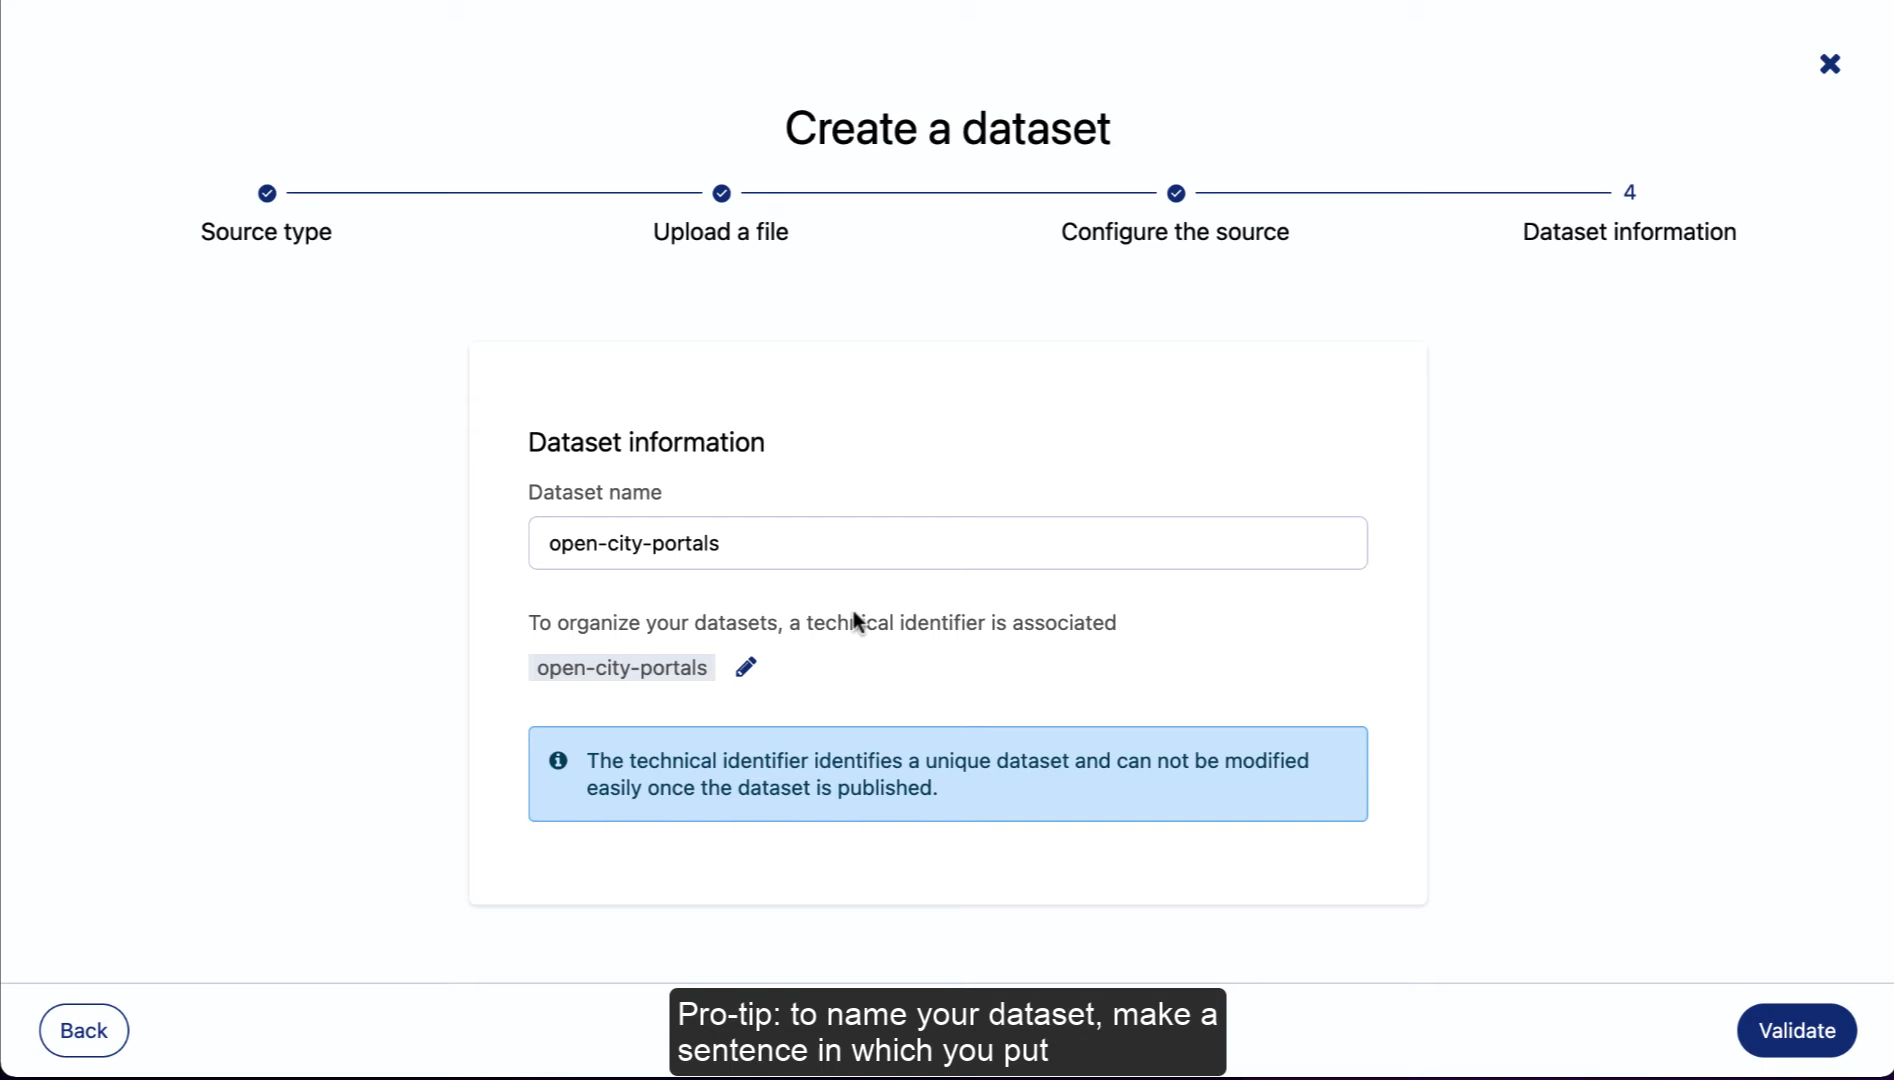 Create a dataset
4
Source type
Upload a file
Configure the source
Dataset information
Dataset information
Dataset name
open-city-portals
To organize your datasets, a technical identifier is associated
open-city-portals
The technical identifier identifies a unique dataset and can not be modified
easily once the dataset is published.
Back
Pro-tip: to name your dataset, make a
sentence in which you put
Validate